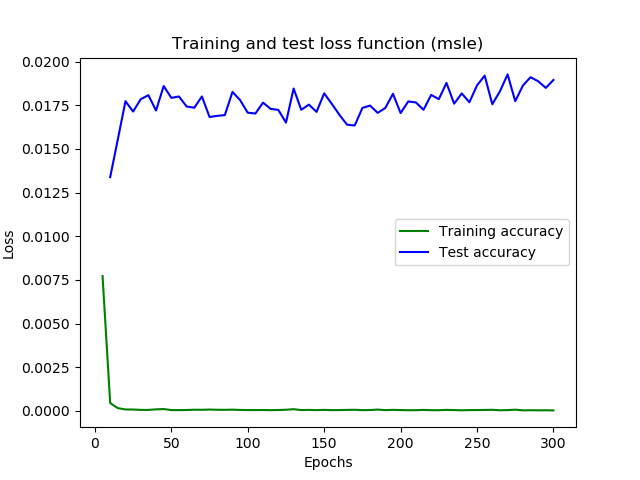 Training and test loss function (msle)
0.0200
0.0175
0.0150
0.0125
0.0100
0.0075
0.0050
0.0025
0.0000
Loss
Training accuracy
Test accuracy
0 50 100 150 200 250 300
Epochs